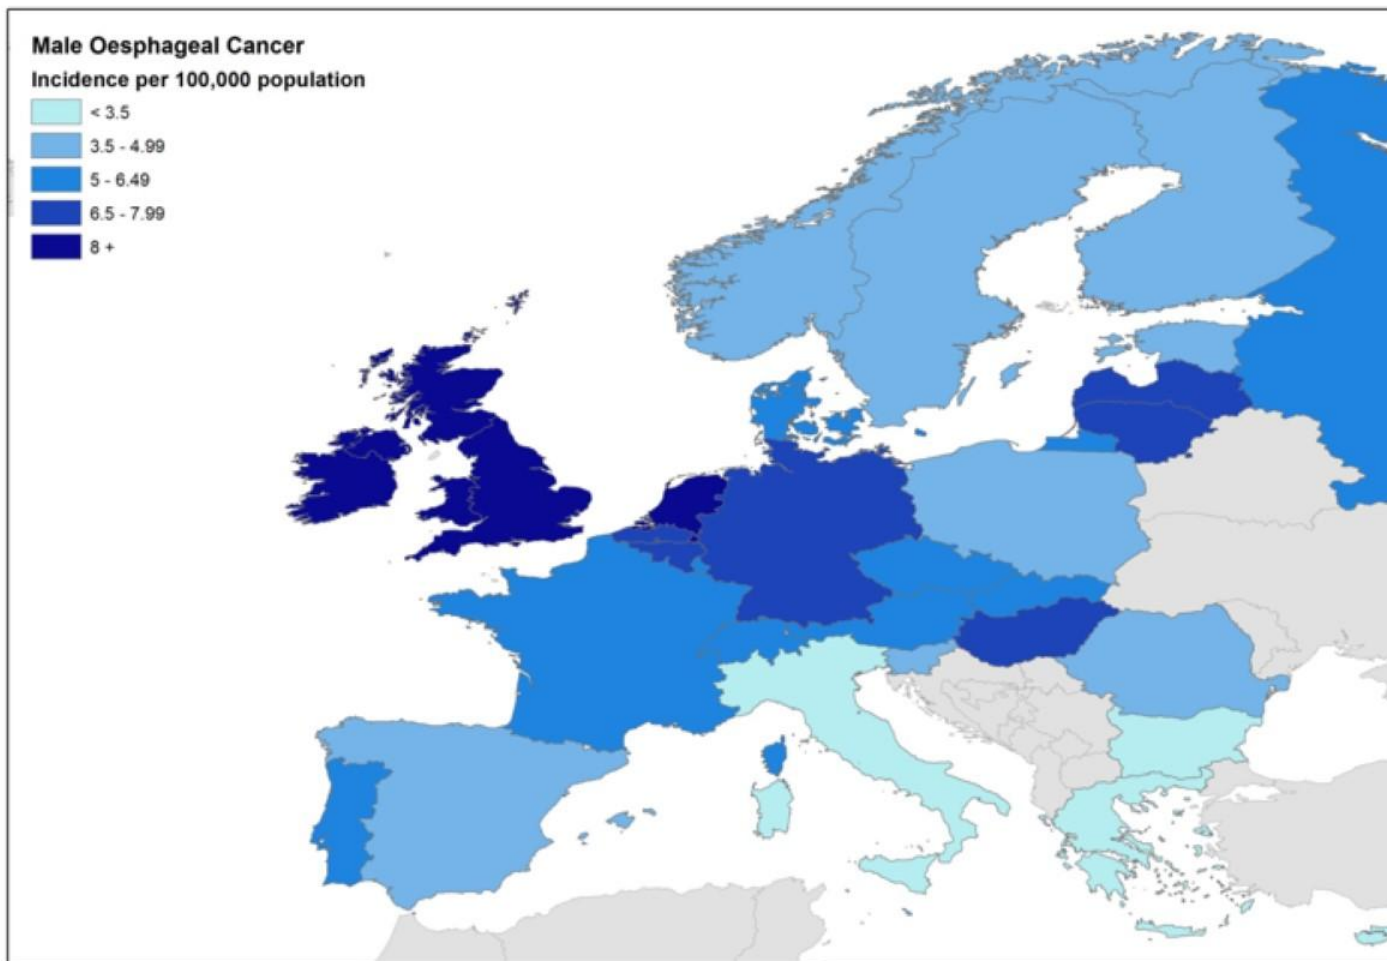 Male Oesphageal Cancer
Incidence per 100,000 population
< 3.5
3.5 - 4.99
5 - 6.49
6.5 - 7.99
8 +